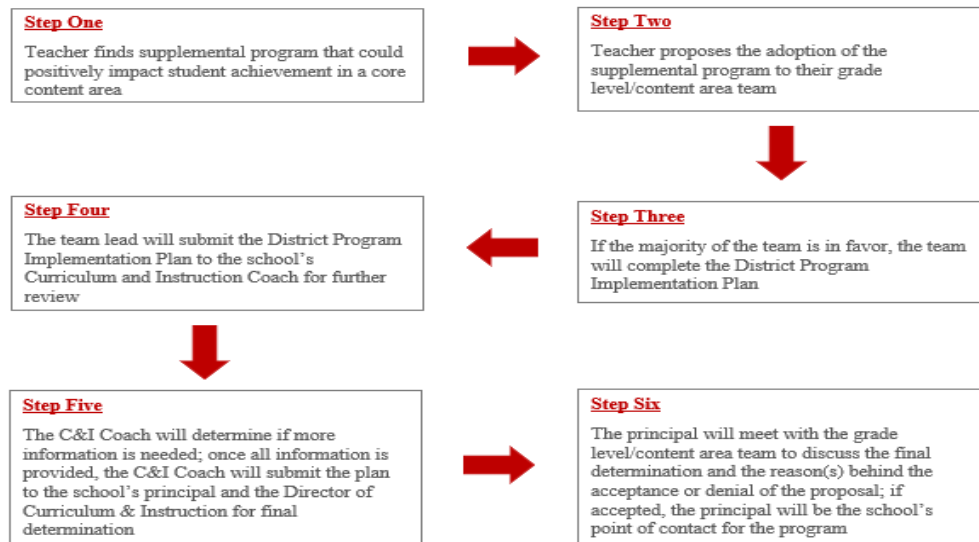 Step One
Teacher finds supplemental program that could
positively impact student achievement in a core
content area
Step Two
Teacher proposes the adoption of the
supplemental program to their grade
level/content area team
Step Three
If the majority of the team is in favor, the team
will complete the District Program
Implementation Plan
Step Four
The team lead will submit the District Program
Implementation Plan to the school’s
Curriculum and Instruction Coach for further
review
Step Five
The C&I Coach will determine if more
information is needed; once all information is
provided, the C&I Coach will submit the plan
to the school’s principal and the Director of
Curriculum & Instruction for final
determination
Step Six
The principal will meet with the grade
level/content area team to discuss the final
determination and the reason(s) behind the
acceptance or denial of the proposal; if
accepted, the principal will be the school’s
point of contact for the program